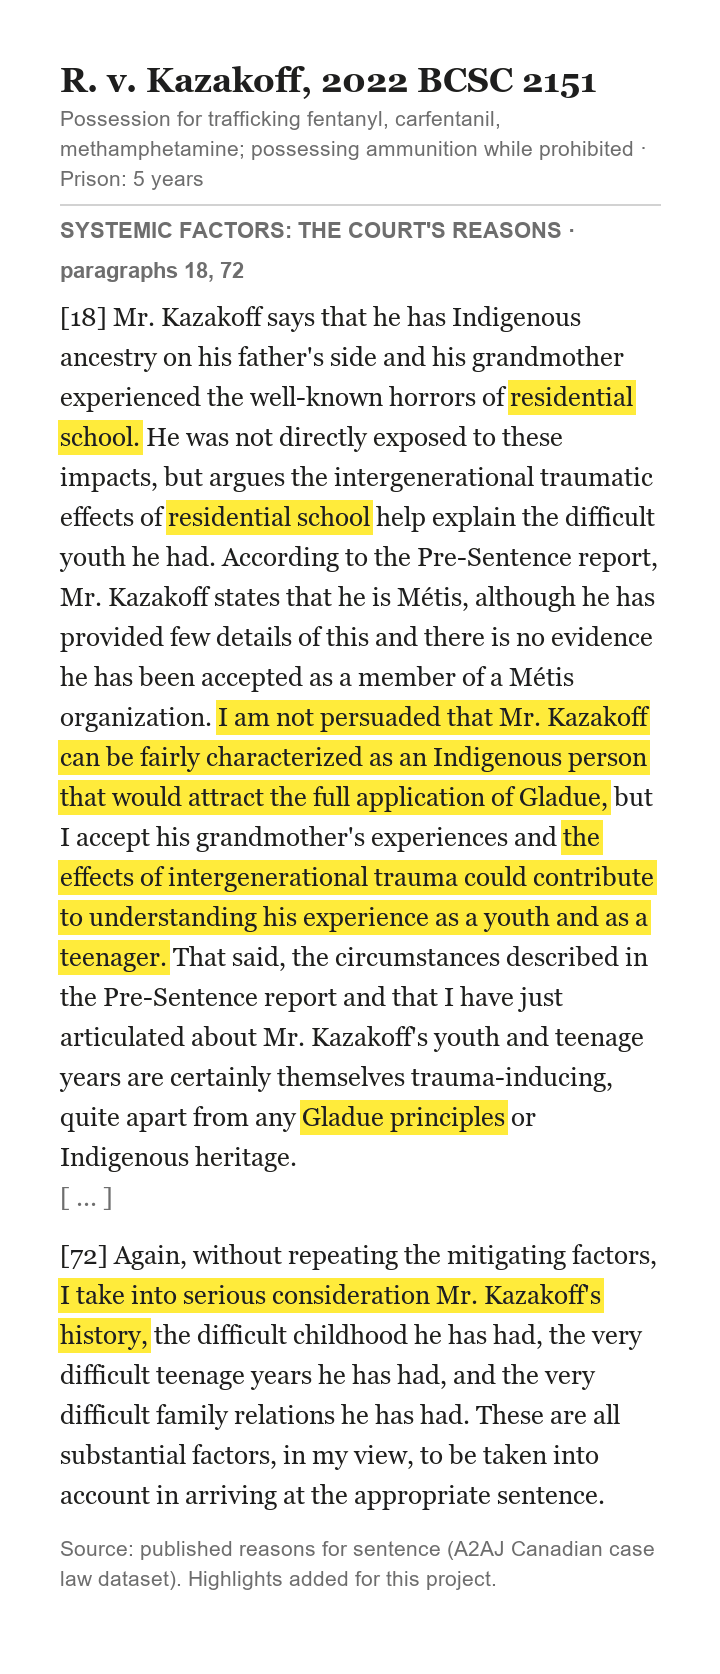 R. v. Kazakoff, 2022 BCSC 2151
Possession for trafficking fentanyl, carfentanil,
methamphetamine; possessing ammunition while prohibited ·
Prison: 5 years
SYSTEMIC FACTORS: THE COURT'S REASONS ·
paragraphs 18, 72
[18] Mr. Kazakoff says that he has Indigenous
ancestry on his father's side and his grandmother
experienced the well-known horrors of residential
school. He was not directly exposed to these
impacts, but argues the intergenerational traumatic
effects of residential school help explain the difficult
youth he had. According to the Pre-Sentence report,
Mr. Kazakoff states that he is Métis, although he has
provided few details of this and there is no evidence
he has been accepted as a member of a Métis
organization. I am not persuaded that Mr. Kazakoff
can be fairly characterized as an Indigenous person
that would attract the full application of Gladue, but
I accept his grandmother's experiences and the
effects of intergenerational trauma could contribute
to understanding his experience as a youth and as a
teenager. That said, the circumstances described in
the Pre-Sentence report and that I have just
articulated about Mr. Kazakoff's youth and teenage
years are certainly themselves trauma-inducing,
quite apart from any Gladue principles or
Indigenous heritage.
[ ... ]
[72] Again, without repeating the mitigating factors,
I take into serious consideration Mr. Kazakoff's
history, the difficult childhood he has had, the very
difficult teenage years he has had, and the very
difficult family relations he has had. These are all
substantial factors, in my view, to be taken into
account in arriving at the appropriate sentence.
Source: published reasons for sentence (A2AJ Canadian case
law dataset). Highlights added for this project.